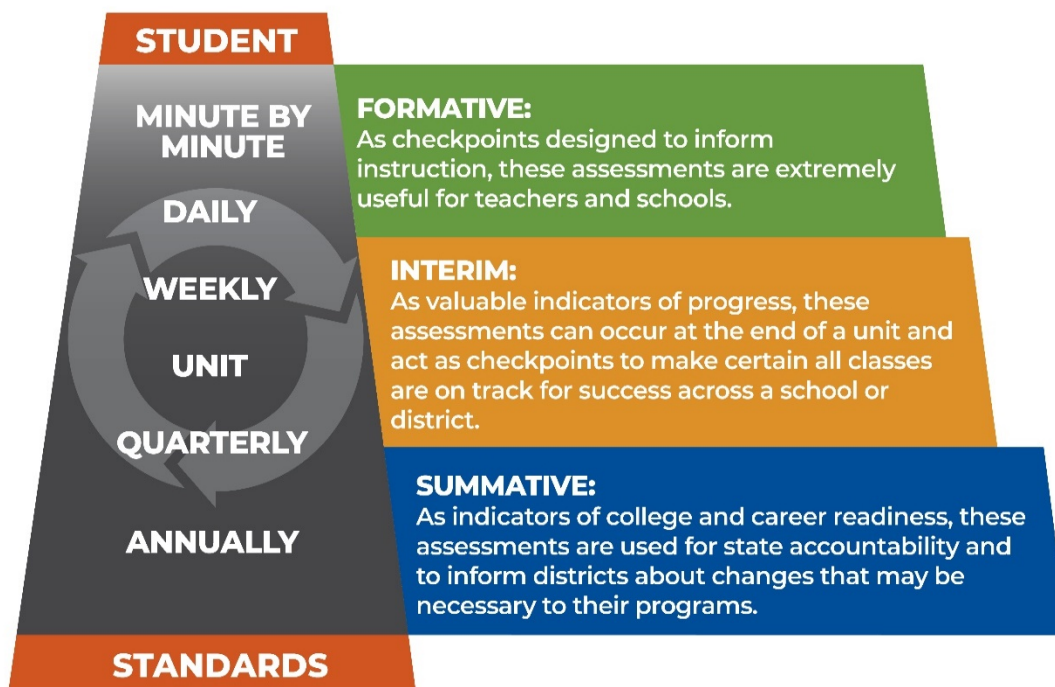 STUDENT
MINUTE BY
MINUTE
DAILY
WEEKLY
UNIT
QUARTERLY
ANNUALLY
STANDARDS
FORMATIVE:
As checkpoints designed to inform
instruction, these assessments are extremely
useful for teachers and schools.
INTERIM:
As valuable indicators of progress, these
assessments can occur at the end of a unit and
act as checkpoints to make certain all classes
are on track for success across a school or
district.
SUMMATIVE:
As indicators of college and career readiness, these
assessments are used for state accountability and
to inform districts about changes that may be
necessary to their programs.